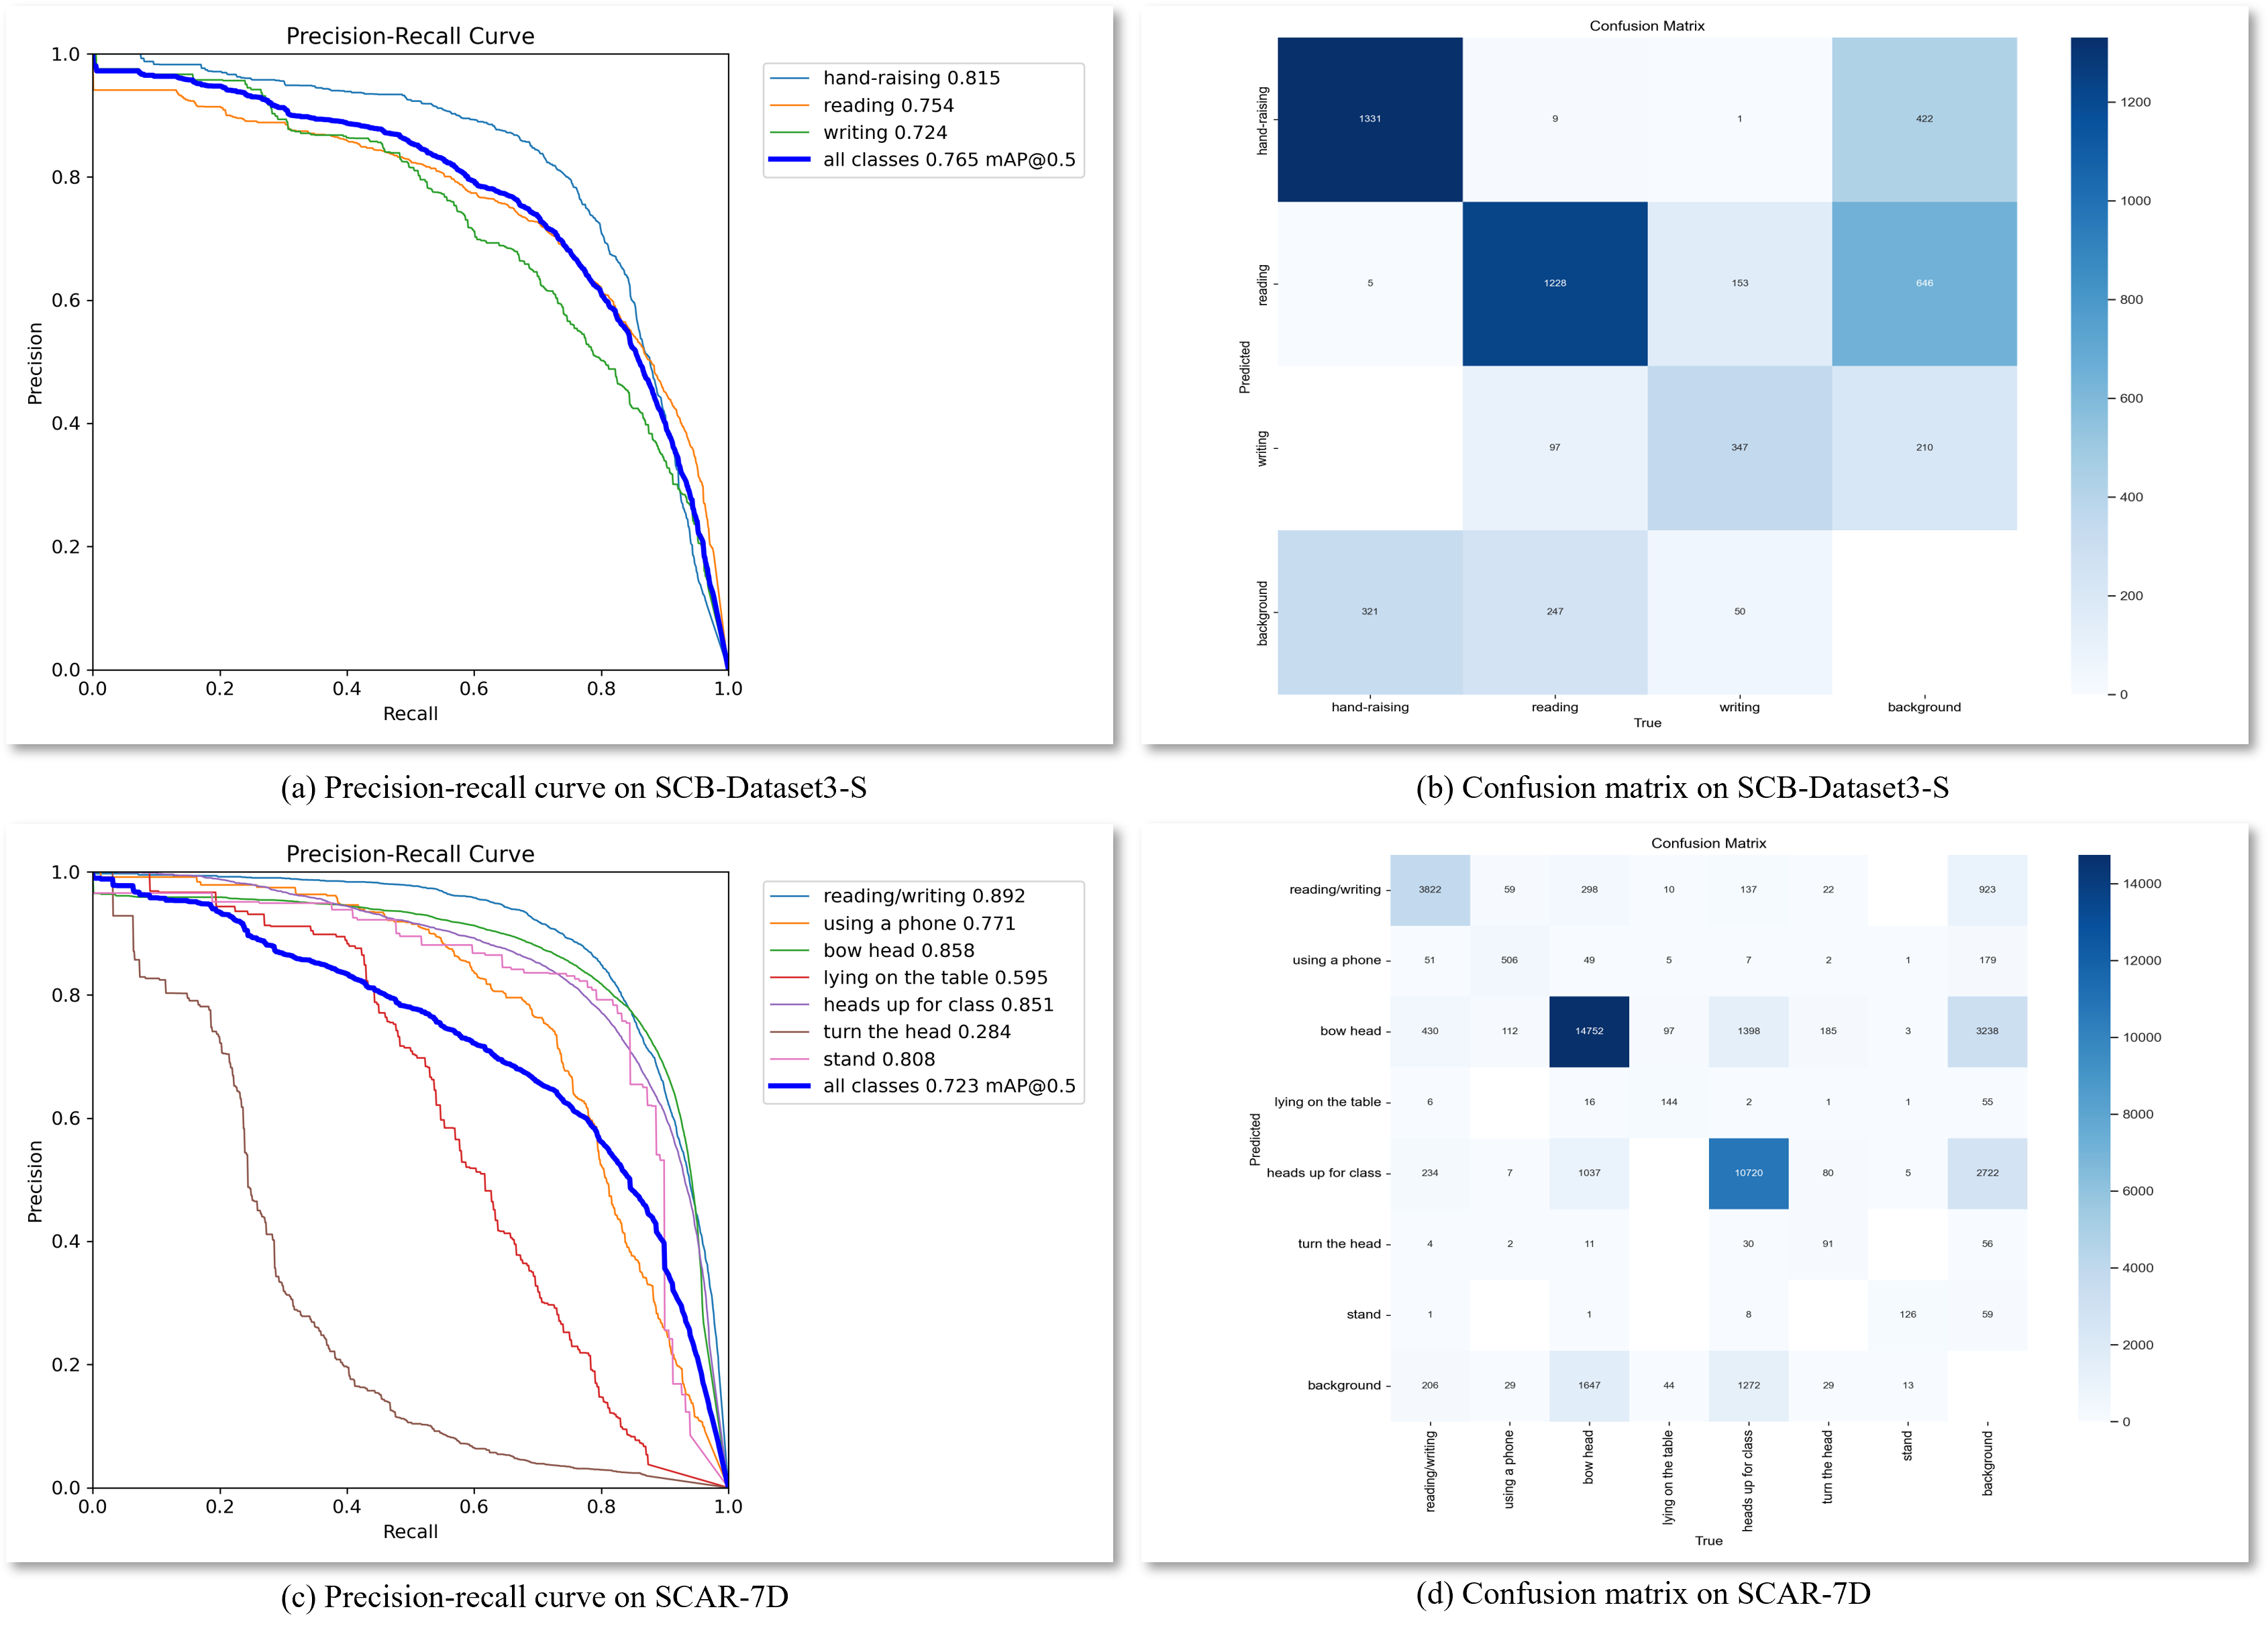 Precision-Recall Curve
1.0
0.8
0.6
0.4
0.2
0.0
Precision
0.0 0.2 0.4 0.6 0.8 1.0
Recall
hand-raising 0.815
reading 0.754
writing 0.724
all classes 0.765 mAP@0.5
Confusion Matrix
hand-raising 1331 9 1 422
reading 5 1228 153 646
writing 97 347 210
background 321 247 50
Predicted
hand-raising reading writing background
True
1200
1000
800
600
400
200
0
(a) Precision-recall curve on SCB-Dataset3-S
(b) Confusion matrix on SCB-Dataset3-S
Precision-Recall Curve
1.0
0.8
0.6
0.4
0.2
0.0
Precision
0.0 0.2 0.4 0.6 0.8 1.0
Recall
reading/writing 0.892
using a phone 0.771
bow head 0.858
lying on the table 0.595
heads up for class 0.851
turn the head 0.284
stand 0.808
all classes 0.723 mAP@0.5
Confusion Matrix
reading/writing 3822 59 298 10 137 22 923
using a phone 51 506 49 5 7 2 1 179
bow head 430 112 14752 97 1398 185 3 3238
lying on the table 6 16 144 2 1 1 55
heads up for class 234 7 1037 10720 80 5 2722
turn the head 4 2 11 30 91 56
stand 1 1 8 126 59
background 206 29 1647 44 1272 29 13
Predicted
reading/writing using a phone bow head lying on the table heads up for class turn the head stand background
True
14000
12000
10000
8000
6000
4000
2000
0
(c) Precision-recall curve on SCAR-7D
(d) Confusion matrix on SCAR-7D